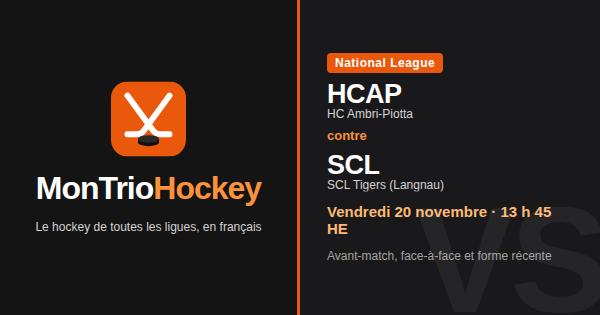 MonTrioHockey
Le hockey de toutes les ligues, en français
National League
HCAP
HC Ambri-Piotta
contre
SCL
SCL Tigers (Langnau)
Vendredi 20 novembre · 13 h 45
HE
Avant-match, face-à-face et forme récente
VS